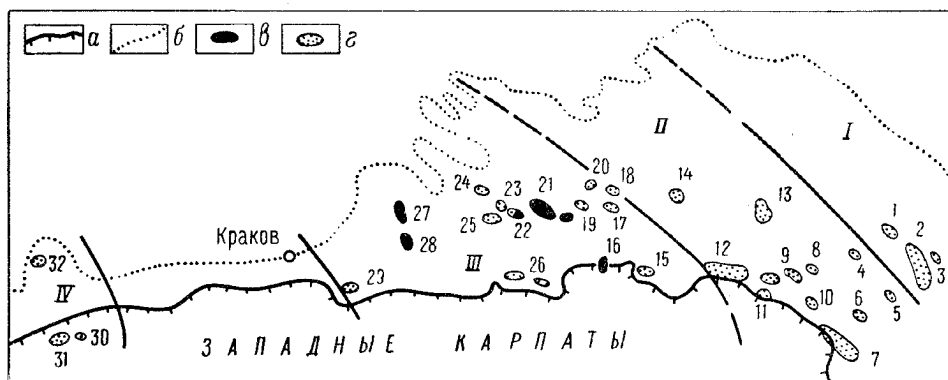 а б в г
II
I
20 18 14
24 23 21 13
27 1
25 22 19 17 2
Краков 28 16 12 8 4
32 III 15 9 3
29 26
IV 11 10 6 5
31 30 7
ЗАПАДНЫЕ КАРПАТЫ